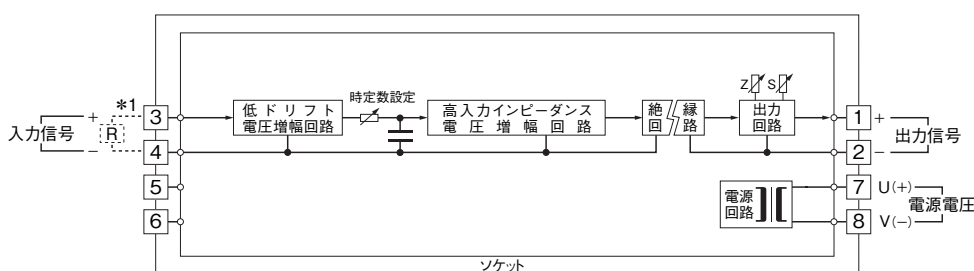 入力信号
+
−
*1
R
3
4
5
6
低ドリフト
電圧増幅回路
時定数設定
高入力インピーダンス
電圧増幅回路
絶縁
回路
Z
S
出力
回路
電源
回路
1
2
7
8
+
−
出力信号
U(+)
V(−)
電源電圧
ソケット